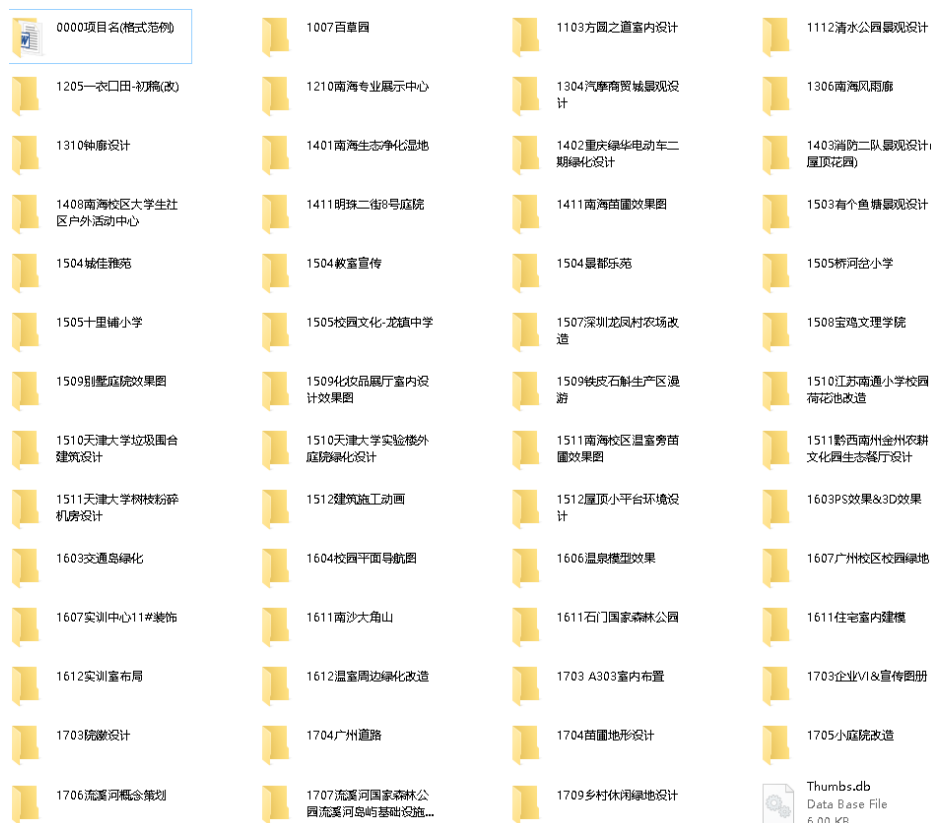 0000项目名(格式范例)
1007百草园
1103方圆之道室内设计
1112清水公园景观设计
1205一衣口田-初稿(改)
1210南海专业展示中心
1304汽摩商贸城景观设
计
1306南海风雨廊
1310钟廊设计
1401南海生态净化湿地
1402重庆绿华电动车二
期绿化设计
1403消防二队景观设计(
屋顶花园)
1408南海校区大学生社
区户外活动中心
1411明珠二街8号庭院
1411南海苗圃效果图
1503有个鱼塘景观设计
1504城佳雅苑
1504教室宣传
1504景都乐苑
1505桥河岔小学
1505十里铺小学
1505校园文化-龙镇中学
1507深圳龙凤村农场改
造
1508宝鸡文理学院
1509别墅庭院效果图
1509化妆品展厅室内设
计效果图
1509铁皮石斛生产区漫
游
1510江苏南通小学校园
荷花池改造
1510天津大学垃圾围合
建筑设计
1510天津大学实验楼外
庭院绿化设计
1511南海校区温室旁苗
圃效果图
1511黔西南州金州农耕
文化园生态餐厅设计
1511天津大学树枝粉碎
机房设计
1512建筑施工动画
1512屋顶小平台环境设
计
1603PS效果&3D效果
1603交通岛绿化
1604校园平面导航图
1606温泉模型效果
1607广州校区校园绿地
1607实训中心11#装饰
1611南沙大角山
1611石门国家森林公园
1611住宅室内建模
1612实训室布局
1612温室周边绿化改造
1703 A303室内布置
1703企业VI&宣传图册
1703院徽设计
1704广州道路
1704苗圃地形设计
1705小庭院改造
1706流溪河概念策划
1707流溪河国家森林公
园流溪河岛屿基础设施...
1709乡村休闲绿地设计
Thumbs.db
Data Base File
6.00 KB